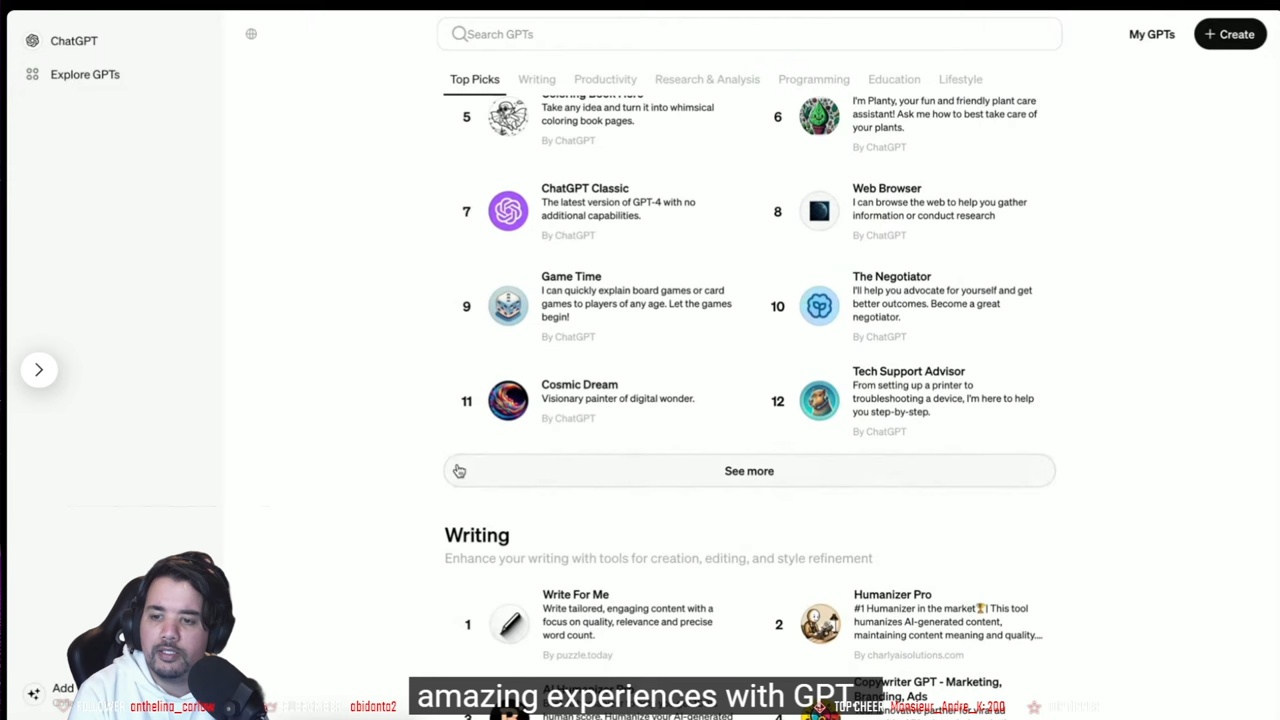 ChatGPT
Search GPTs
My GPTs
+ Create
Explore GPTs
Top Picks
Writing
Productivity
Research & Analysis
Programming
Education
Lifestyle
5
Take any idea and turn it into whimsical
coloring book pages.
By ChatGPT
6
I'm Planty, your fun and friendly plant care
assistant! Ask me how to best take care of
your plants.
By ChatGPT
7
ChatGPT Classic
The latest version of GPT-4 with no
additional capabilities.
By ChatGPT
8
Web Browser
I can browse the web to help you gather
information or conduct research
By ChatGPT
9
Game Time
I can quickly explain board games or card
games to players of any age. Let the games
begin!
By ChatGPT
10
The Negotiator
I'll help you advocate for yourself and get
better outcomes. Become a great
negotiator.
By ChatGPT
11
Cosmic Dream
Visionary painter of digital wonder.
By ChatGPT
12
Tech Support Advisor
From setting up a printer to
troubleshooting a device, I'm here to help
you step-by-step.
By ChatGPT
See more
Writing
Enhance your writing with tools for creation, editing, and style refinement
1
Write For Me
Write tailored, engaging content with a
focus on quality, relevance and precise
word count.
By puzzle.today
2
Humanizer Pro
#1 Humanizer in the market🏆| This tool
humanizes AI-generated content,
maintaining content meaning and quality....
By charlyaisolutions.com
Copywriter GPT - Marketing,
Branding, Ads
Add
amazing experiences with GPT
obidonto2
TOP CHEER